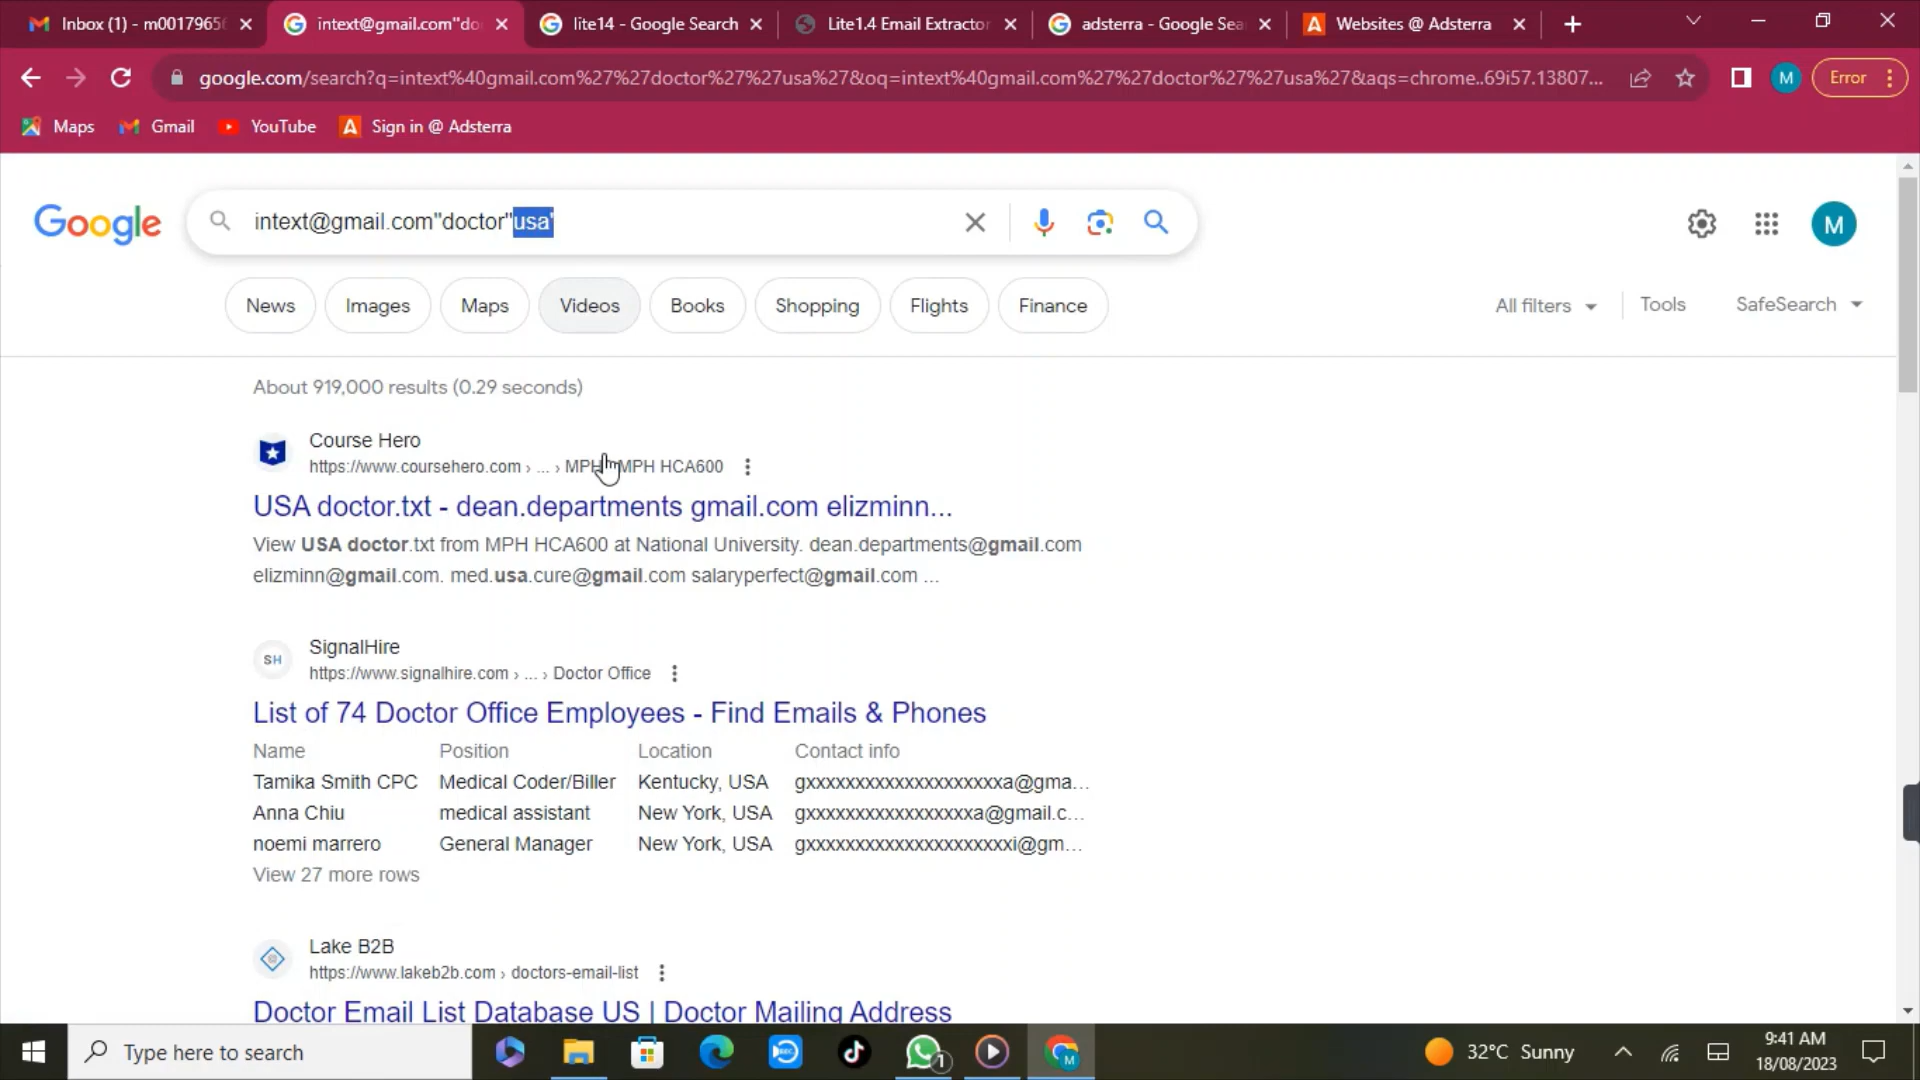 Inbox (1) - m0017965
intext@gmail.com"do
lite14 - Google Search
Lite1.4 Email Extractor
adsterra - Google Sea
Websites @ Adsterra
google.com/search?q=intext%40gmail.com%27%27doctor%27%27usa%27&oq=intext%40gmail.com%27%27doctor%27%27usa%27&aqs=chrome..69i57.13807...
M
Error
Maps
Gmail
YouTube
Sign in @ Adsterra
Google
intext@gmail.com"doctor"usa'
M
News
Images
Maps
Videos
Books
Shopping
Flights
Finance
All filters
Tools
SafeSearch
About 919,000 results (0.29 seconds)
Course Hero
https://www.coursehero.com › ... › MPH MPH HCA600
USA doctor.txt - dean.departments gmail.com elizminn...
View USA doctor.txt from MPH HCA600 at National University. dean.departments@gmail.com
elizminn@gmail.com. med.usa.cure@gmail.com salaryperfect@gmail.com ...
SH
SignalHire
https://www.signalhire.com › ... › Doctor Office
List of 74 Doctor Office Employees - Find Emails & Phones
Name Position Location Contact info
Tamika Smith CPC Medical Coder/Biller Kentucky, USA gxxxxxxxxxxxxxxxxxxxa@gma...
Anna Chiu medical assistant New York, USA gxxxxxxxxxxxxxxxxxa@gmail.c...
noemi marrero General Manager New York, USA gxxxxxxxxxxxxxxxxxxxxi@gm...
View 27 more rows
Lake B2B
https://www.lakeb2b.com › doctors-email-list
Doctor Email List Database US | Doctor Mailing Address
Type here to search
1
M
32°C Sunny
9:41 AM
18/08/2023